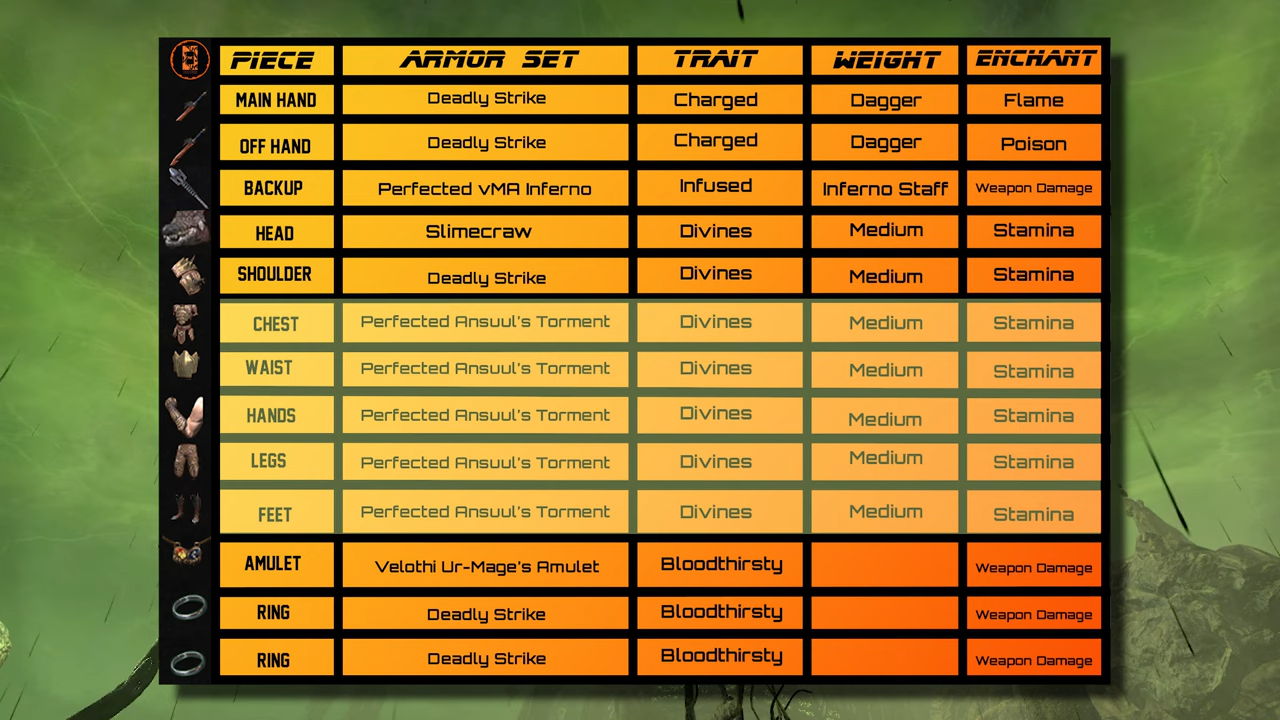 PIECE ARMOR SET TRAIT WEIGHT ENCHANT
MAIN HAND Deadly Strike Charged Dagger Flame
OFF HAND Deadly Strike Charged Dagger Poison
BACKUP Perfected vMA Inferno Infused Inferno Staff Weapon Damage
HEAD Slimecraw Divines Medium Stamina
SHOULDER Deadly Strike Divines Medium Stamina
CHEST Perfected Ansuul's Torment Divines Medium Stamina
WAIST Perfected Ansuul's Torment Divines Medium Stamina
HANDS Perfected Ansuul's Torment Divines Medium Stamina
LEGS Perfected Ansuul's Torment Divines Medium Stamina
FEET Perfected Ansuul's Torment Divines Medium Stamina
AMULET Velothi Ur-Mage's Amulet Bloodthirsty Weapon Damage
RING Deadly Strike Bloodthirsty Weapon Damage
RING Deadly Strike Bloodthirsty Weapon Damage